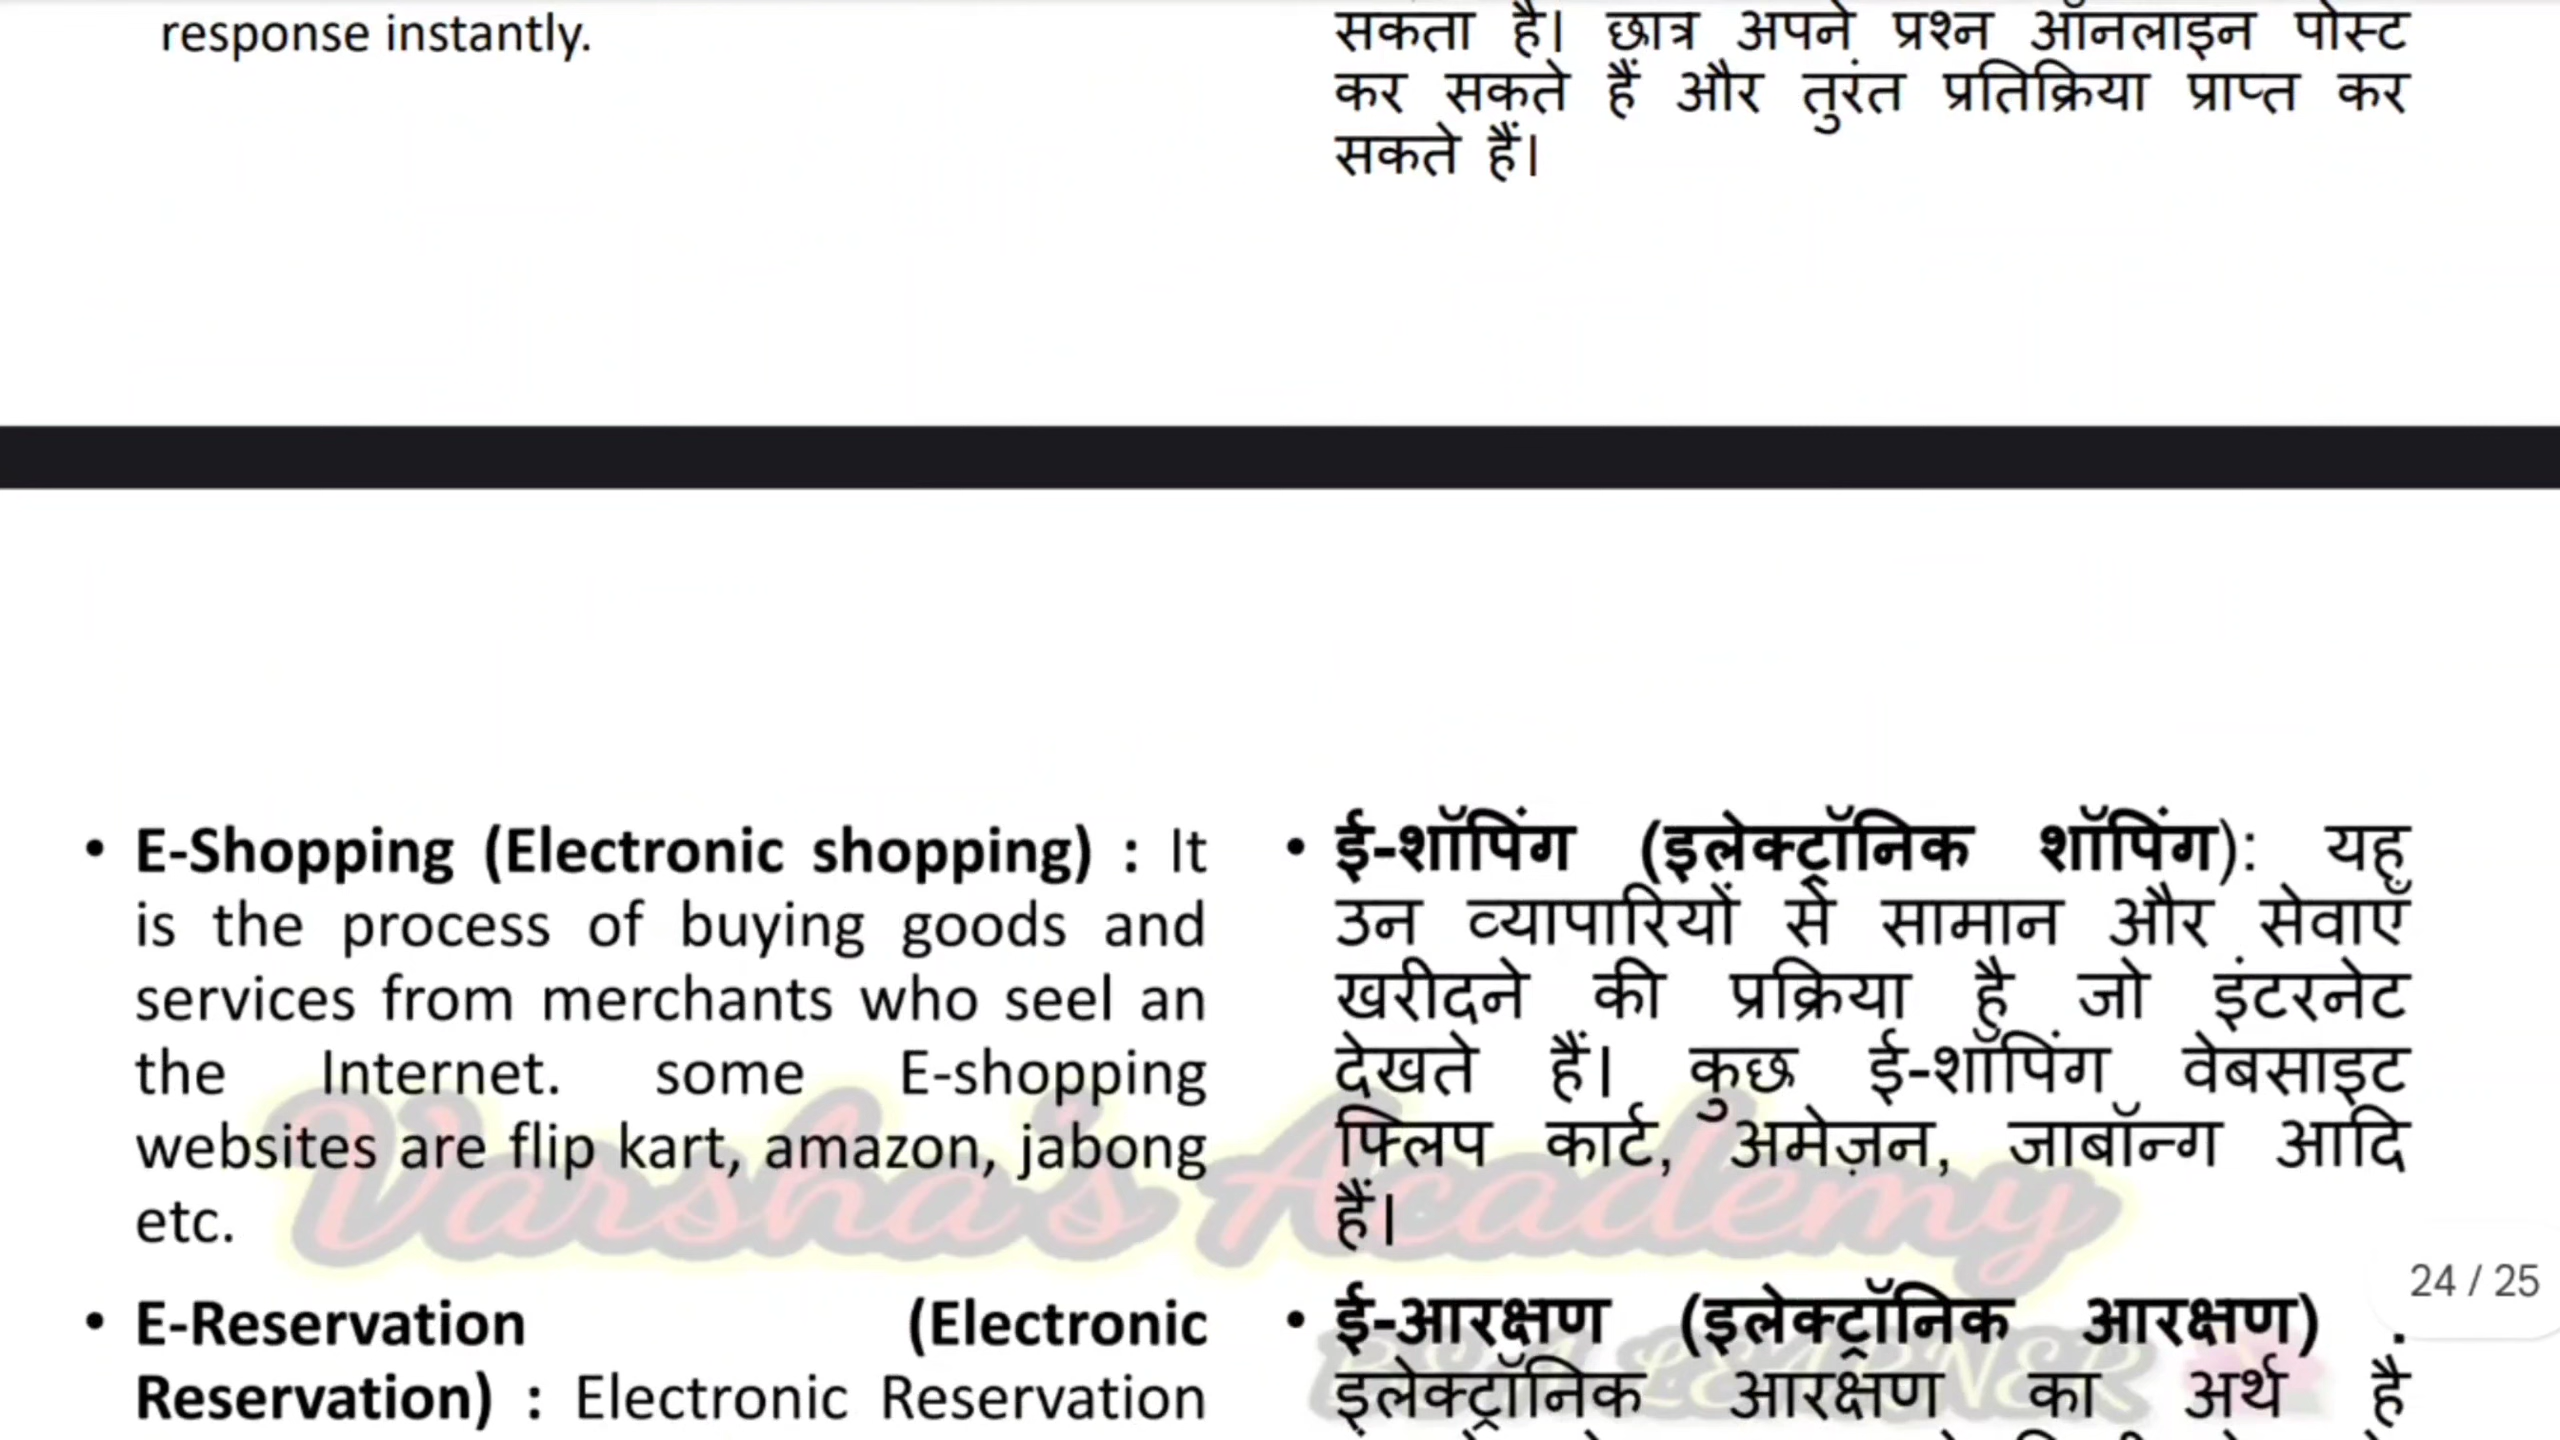 response instantly.
सकता है। छात्र अपने प्रश्न ऑनलाइन पोस्ट
कर सकते हैं और तुरंत प्रतिक्रिया प्राप्त कर
सकते हैं।
• E-Shopping (Electronic shopping) : It
is the process of buying goods and
services from merchants who seel an
the Internet. some E-shopping
websites are flip kart, amazon, jabong
etc.
• E-Reservation (Electronic
Reservation) : Electronic Reservation
• ई-शॉपिंग (इलेक्ट्रॉनिक शॉपिंग): यह
उन व्यापारियों से सामान और सेवाएँ
खरीदने की प्रक्रिया है जो इंटरनेट
देखते हैं। कुछ ई-शॉपिंग वेबसाइट
फ्लिप कार्ट, अमेज़न, जाबॉन्ग आदि
हैं।
• ई-आरक्षण (इलेक्ट्रॉनिक आरक्षण) .
इलेक्ट्रॉनिक आरक्षण का अर्थ है
Varsha's Academy
LEARNER
24 / 25